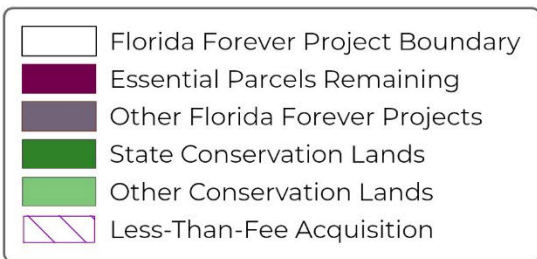 Florida Forever Project Boundary
Essential Parcels Remaining
Other Florida Forever Projects
State Conservation Lands
Other Conservation Lands
Less-Than-Fee Acquisition